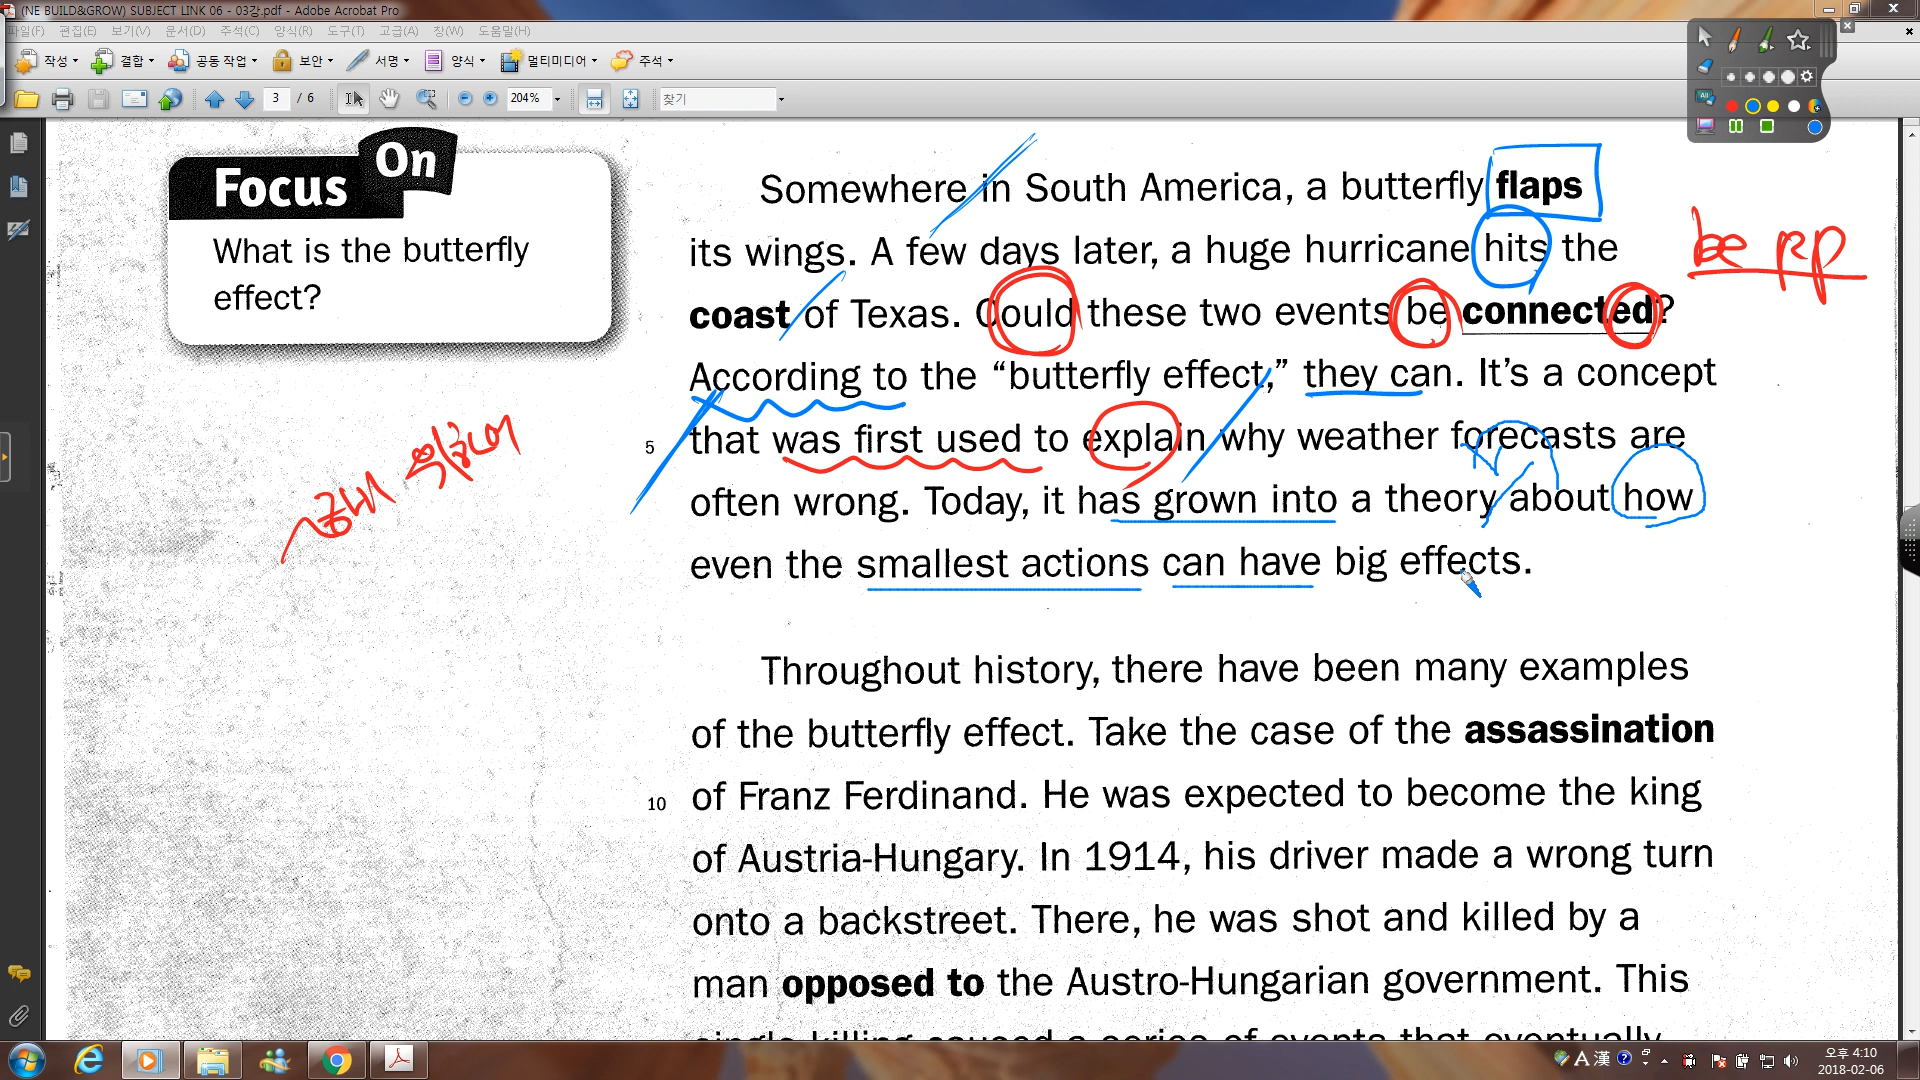 (NE BUILD&GROW) SUBJECT LINK 06 - 03강.pdf - Adobe Acrobat Pro
파일(F) 편집(E) 보기(V) 문서(D) 주석(C) 양식(R) 도구(T) 고급(A) 창(W) 도움말(H)
작성 결합 공동 작업 보안 서명 양식 멀티미디어 주석
3 / 6 204% 찾기
Focus On
What is the butterfly
effect?
Somewhere in South America, a butterfly flaps
its wings. A few days later, a huge hurricane hits the
be pp
coast of Texas. Could these two events be connected?
According to the “butterfly effect,” they can. It’s a concept
5 that was first used to explain why weather forecasts are
often wrong. Today, it has grown into a theory about how
even the smallest actions can have big effects.
Throughout history, there have been many examples
of the butterfly effect. Take the case of the assassination
10 of Franz Ferdinand. He was expected to become the king
of Austria-Hungary. In 1914, his driver made a wrong turn
onto a backstreet. There, he was shot and killed by a
man opposed to the Austro-Hungarian government. This
single killing caused a series of events that eventually
A 漢
오후 4:10
2018-02-06